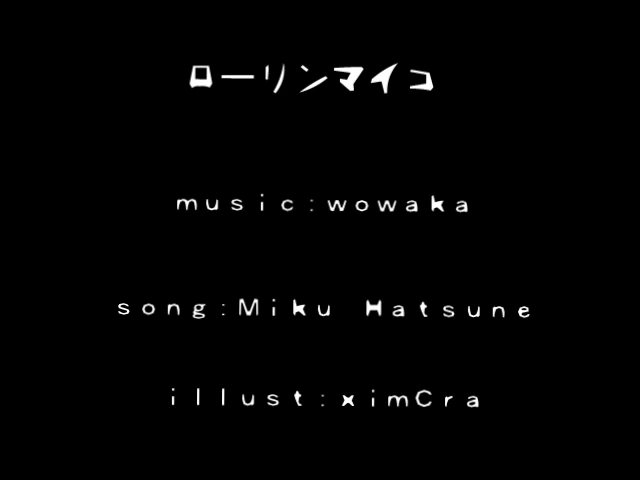 ローリンマイコ
music:wowaka
song:Miku Hatsune
illust:ximCra